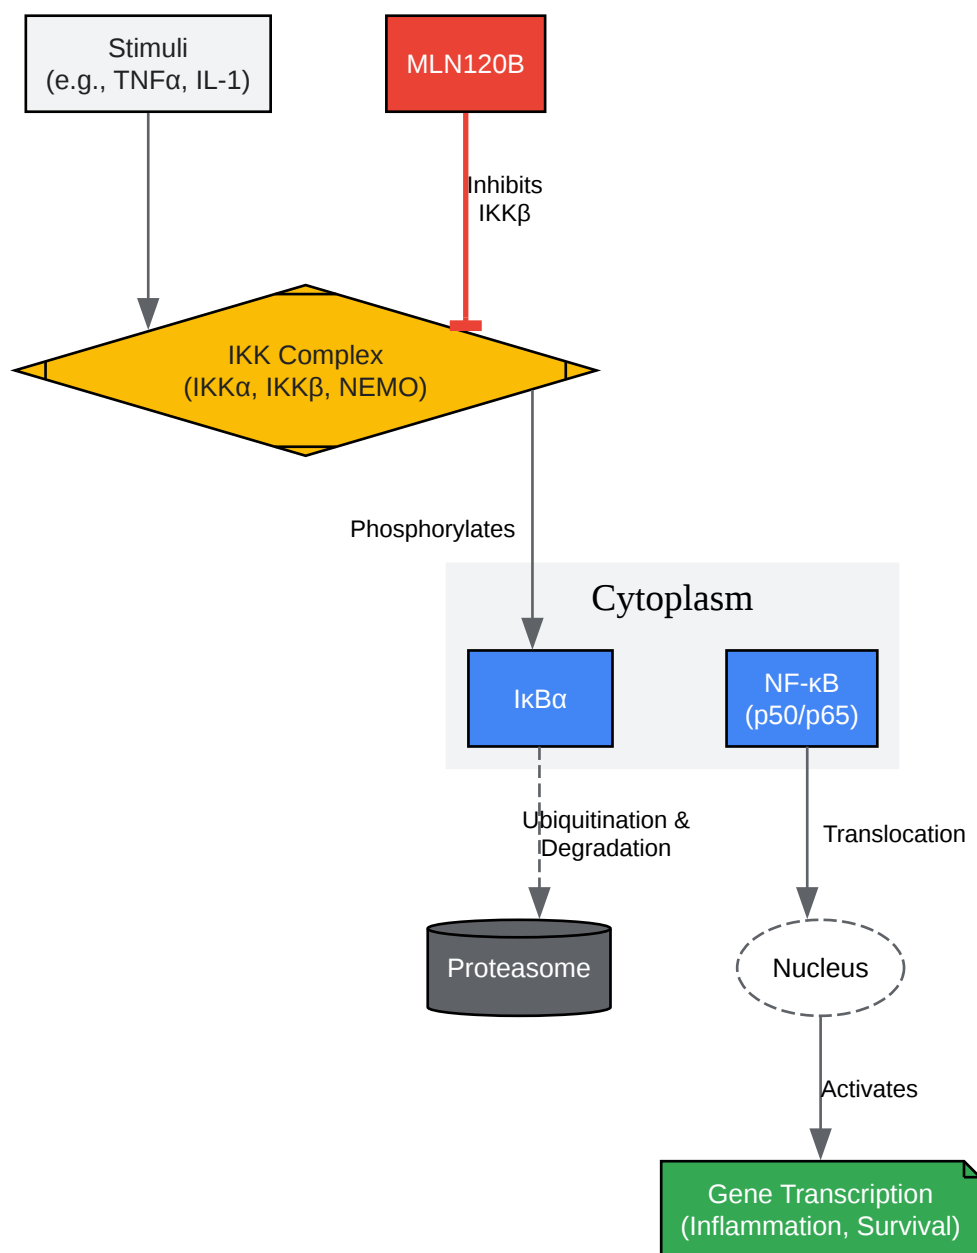 Stimuli
(e.g., TNFα, IL-1)
MLN120B
Inhibits
IKKβ
IKK Complex
(IKKα, IKKβ, NEMO)
Phosphorylates
Cytoplasm
IκBα
NF-κB
(p50/p65)
Ubiquitination &
Degradation
Translocation
Proteasome
Nucleus
Activates
Gene Transcription
(Inflammation, Survival)